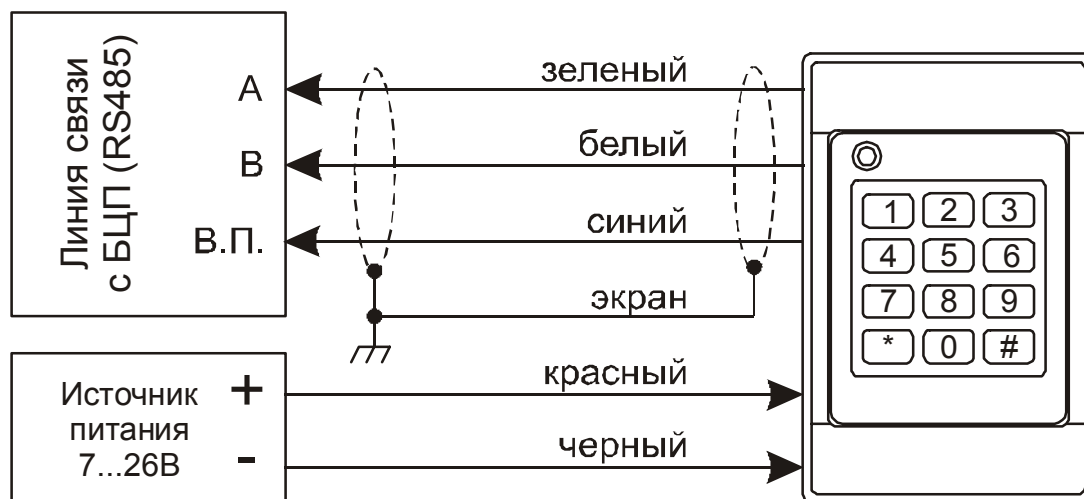 Линия связи
с БЦП (RS485)
A
B
В.П.
зеленый
белый
синий
экран
Источник
питания
7...26В
+
-
красный
черный
1 2 3
4 5 6
7 8 9
* 0 #